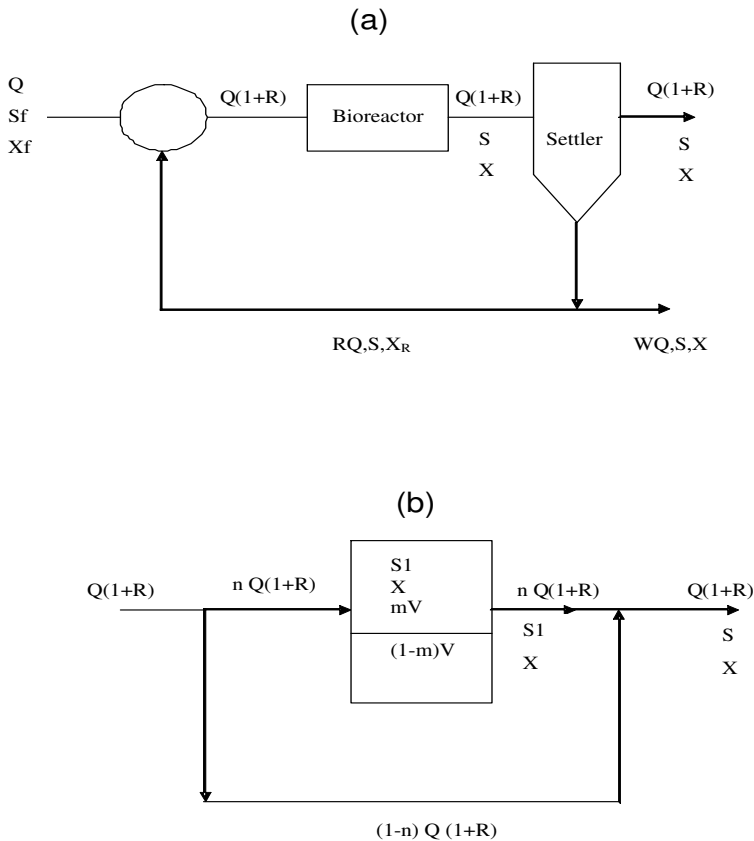 (a)
Q
Sf
Xf
Q(1+R)
Bioreactor
Q(1+R)
S
X
Settler
Q(1+R)
S
X
RQ,S,X_R
WQ,S,X
(b)
Q(1+R)
n Q(1+R)
S1
X
mV
(1-m)V
n Q(1+R)
S1
X
Q(1+R)
S
X
(1-n) Q (1+R)